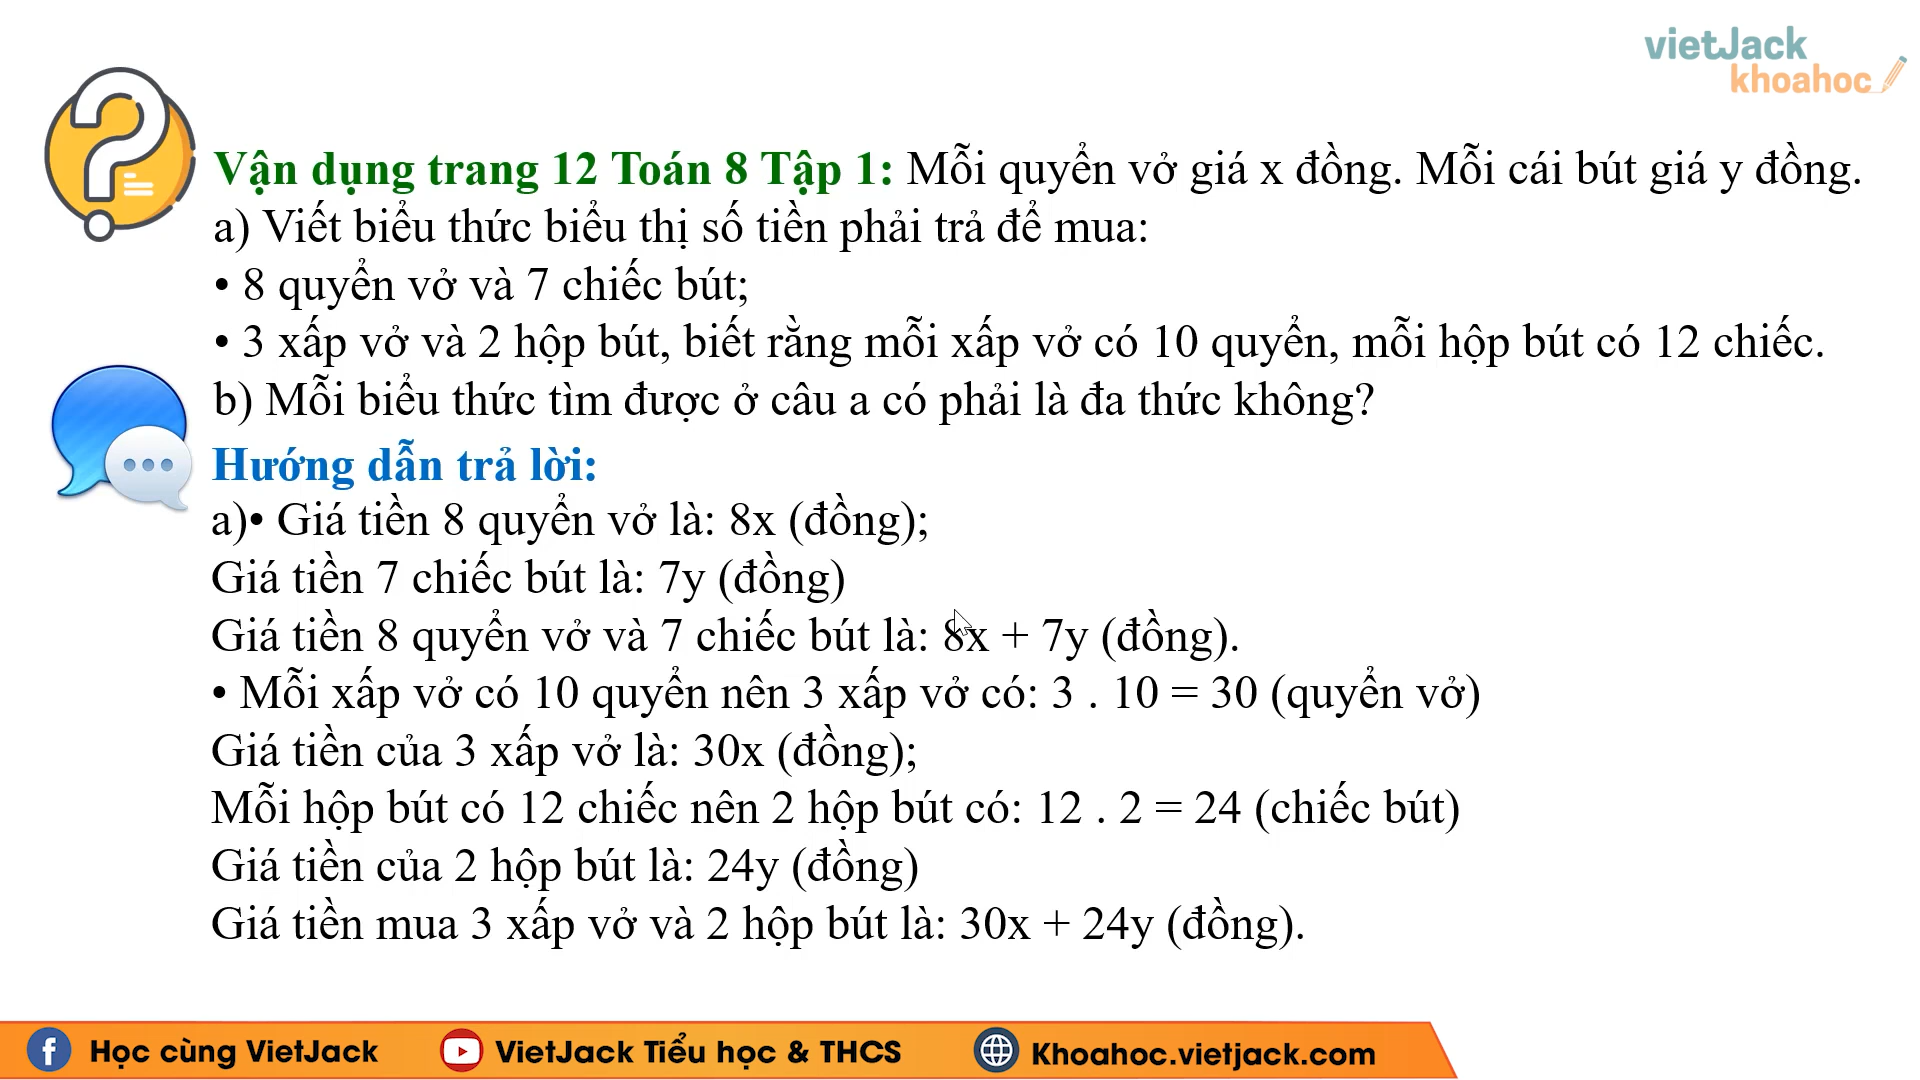 vietJack
khoahoc
Vận dụng trang 12 Toán 8 Tập 1: Mỗi quyển vở giá x đồng. Mỗi cái bút giá y đồng.
a) Viết biểu thức biểu thị số tiền phải trả để mua:
• 8 quyển vở và 7 chiếc bút;
• 3 xấp vở và 2 hộp bút, biết rằng mỗi xấp vở có 10 quyển, mỗi hộp bút có 12 chiếc.
b) Mỗi biểu thức tìm được ở câu a có phải là đa thức không?
Hướng dẫn trả lời:
a)• Giá tiền 8 quyển vở là: 8x (đồng);
Giá tiền 7 chiếc bút là: 7y (đồng)
Giá tiền 8 quyển vở và 7 chiếc bút là: 8x + 7y (đồng).
• Mỗi xấp vở có 10 quyển nên 3 xấp vở có: 3 . 10 = 30 (quyển vở)
Giá tiền của 3 xấp vở là: 30x (đồng);
Mỗi hộp bút có 12 chiếc nên 2 hộp bút có: 12 . 2 = 24 (chiếc bút)
Giá tiền của 2 hộp bút là: 24y (đồng)
Giá tiền mua 3 xấp vở và 2 hộp bút là: 30x + 24y (đồng).
Học cùng VietJack VietJack Tiểu học & THCS Khoahoc.vietjack.com